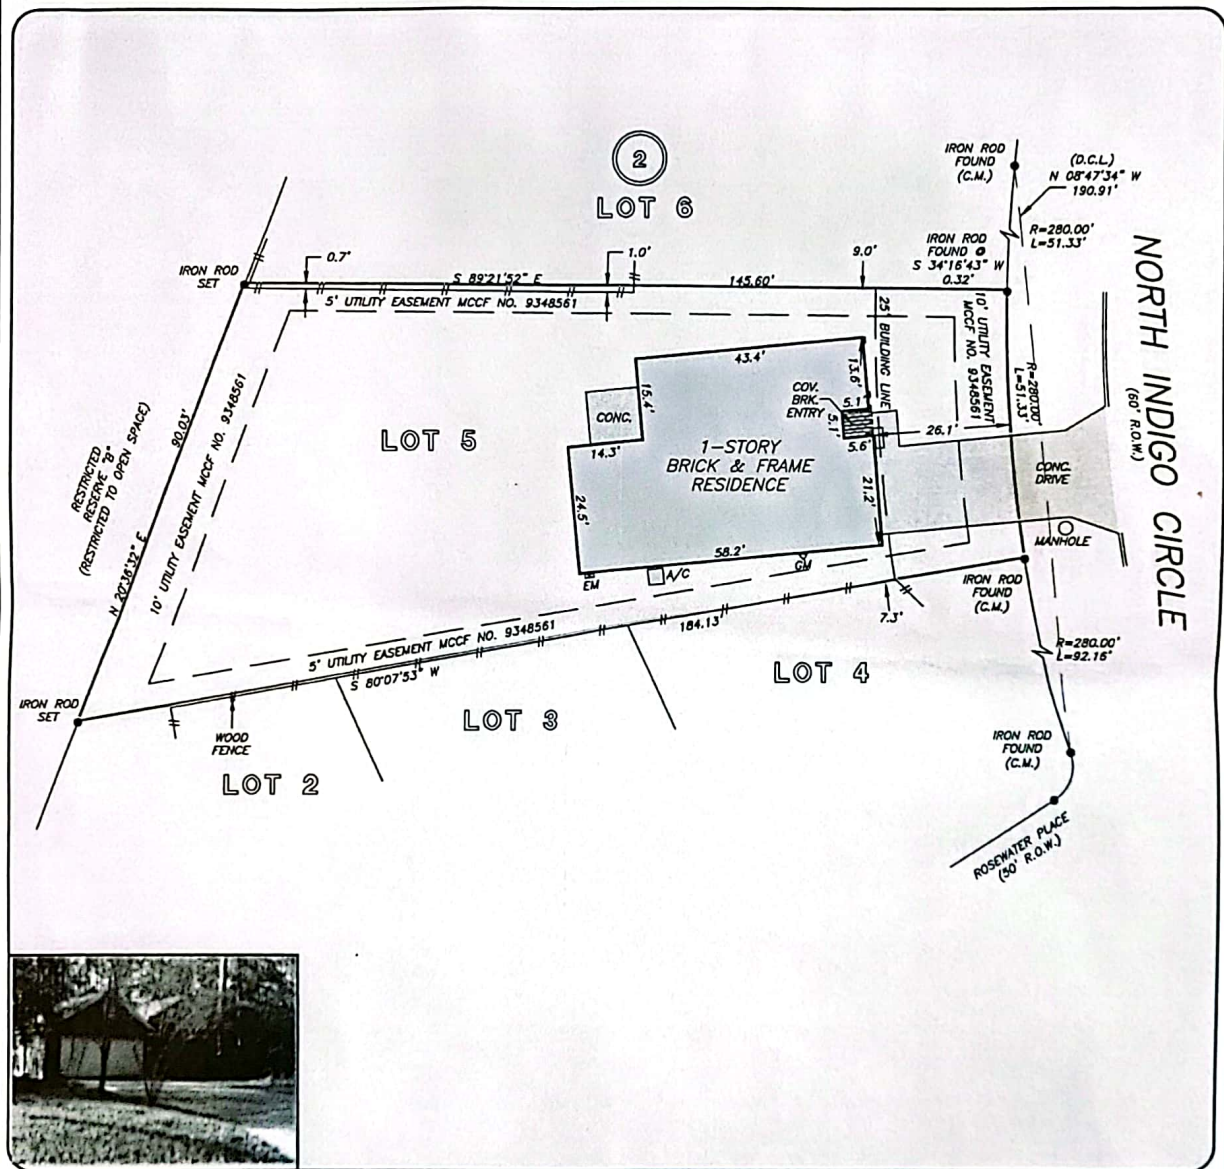 2
LOT 6
IRON ROD
FOUND
(C.M.)
(D.C.L.)
N 08°47'34" W
190.91'
R=280.00'
L=51.33'
IRON ROD
FOUND @
S 34°16'43" W
0.32'
NORTH INDIGO CIRCLE
(60' R.O.W.)
IRON ROD
SET
0.7'
S 89°21'52" E
1.0'
145.60'
9.0'
5' UTILITY EASEMENT MCCF NO. 9348561
25' BUILDING LINE
10' UTILITY EASEMENT
MCCF NO. 9348561
R=280.00'
L=51.33'
43.4'
13.6'
15.4'
CONC.
COV.
BRK.
ENTRY
5.1'
5.1'
5.6'
26.1'
LOT 5
14.3'
1-STORY
BRICK & FRAME
RESIDENCE
CONC.
DRIVE
RESTRICTED
RESERVE "B"
(RESTRICTED TO OPEN SPACE)
90.03'
N 20°36'32" E
10' UTILITY EASEMENT MCCF NO. 9348561
24.5'
21.2'
58.2'
MANHOLE
EM
A/C
GM
IRON ROD
FOUND
(C.M.)
7.3'
184.13'
5' UTILITY EASEMENT MCCF NO. 9348561
S 80°07'53" W
R=280.00'
L=92.16'
LOT 4
IRON ROD
SET
WOOD
FENCE
LOT 3
LOT 2
IRON ROD
FOUND
(C.M.)
ROSEWATER PLACE
(50' R.O.W.)